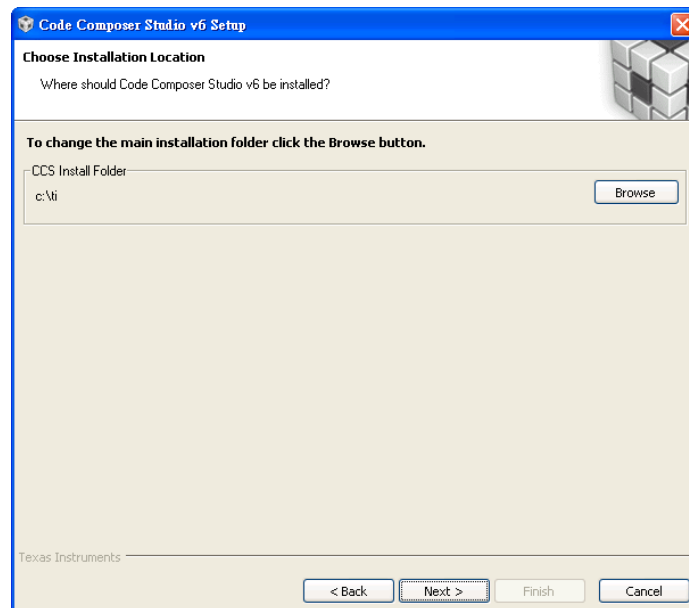 Code Composer Studio v6 Setup
Choose Installation Location
Where should Code Composer Studio v6 be installed?
To change the main installation folder click the Browse button.
CCS Install Folder
c:\ti
Browse
Texas Instruments
< Back Next > Finish Cancel